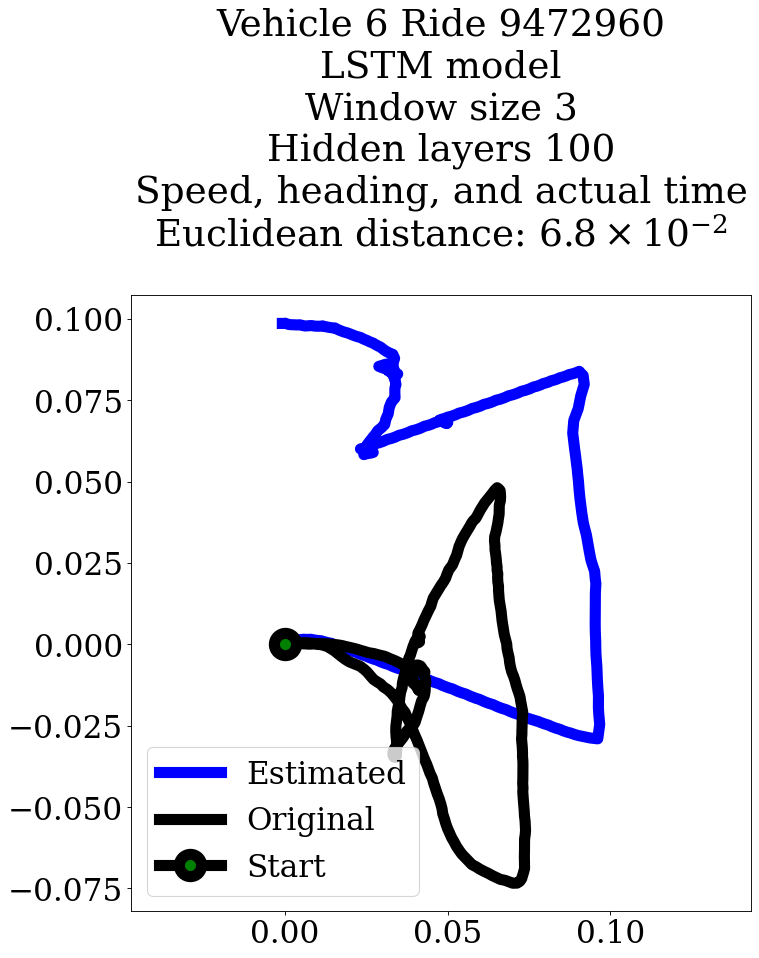 Vehicle 6 Ride 9472960
LSTM model
Window size 3
Hidden layers 100
Speed, heading, and actual time
Euclidean distance: 6.8 × 10⁻²
0.100
0.075
0.050
0.025
0.000
−0.025
−0.050
−0.075
Estimated
Original
Start
0.00 0.05 0.10